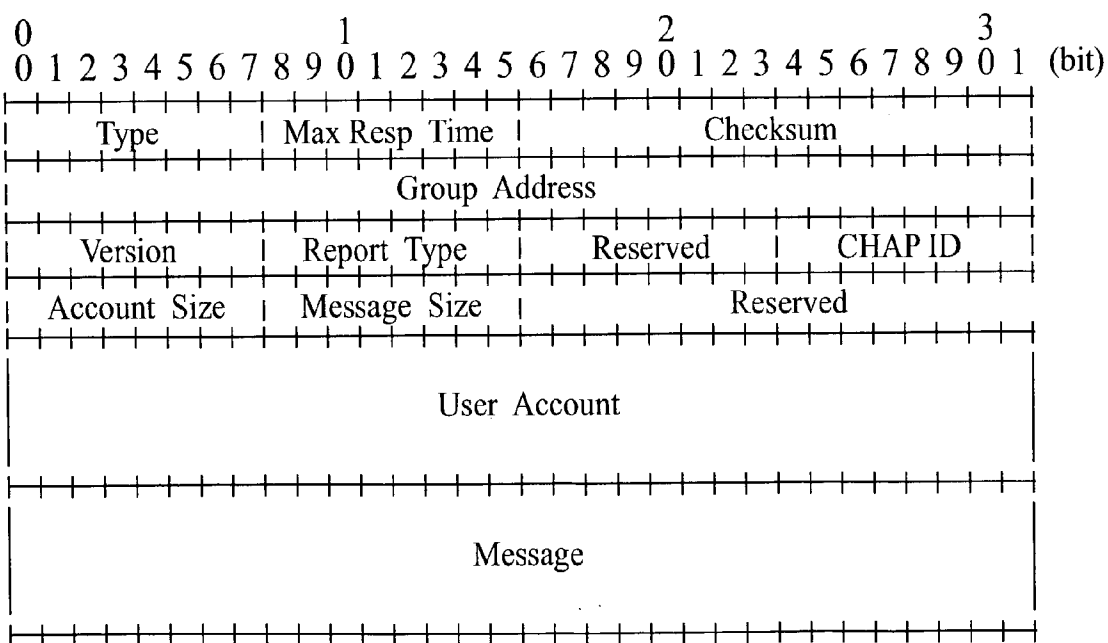 0 1 2 3
0 1 2 3 4 5 6 7 8 9 0 1 2 3 4 5 6 7 8 9 0 1 2 3 4 5 6 7 8 9 0 1 (bit)
Type Max Resp Time Checksum
Group Address
Version Report Type Reserved CHAP ID
Account Size Message Size Reserved
User Account
Message